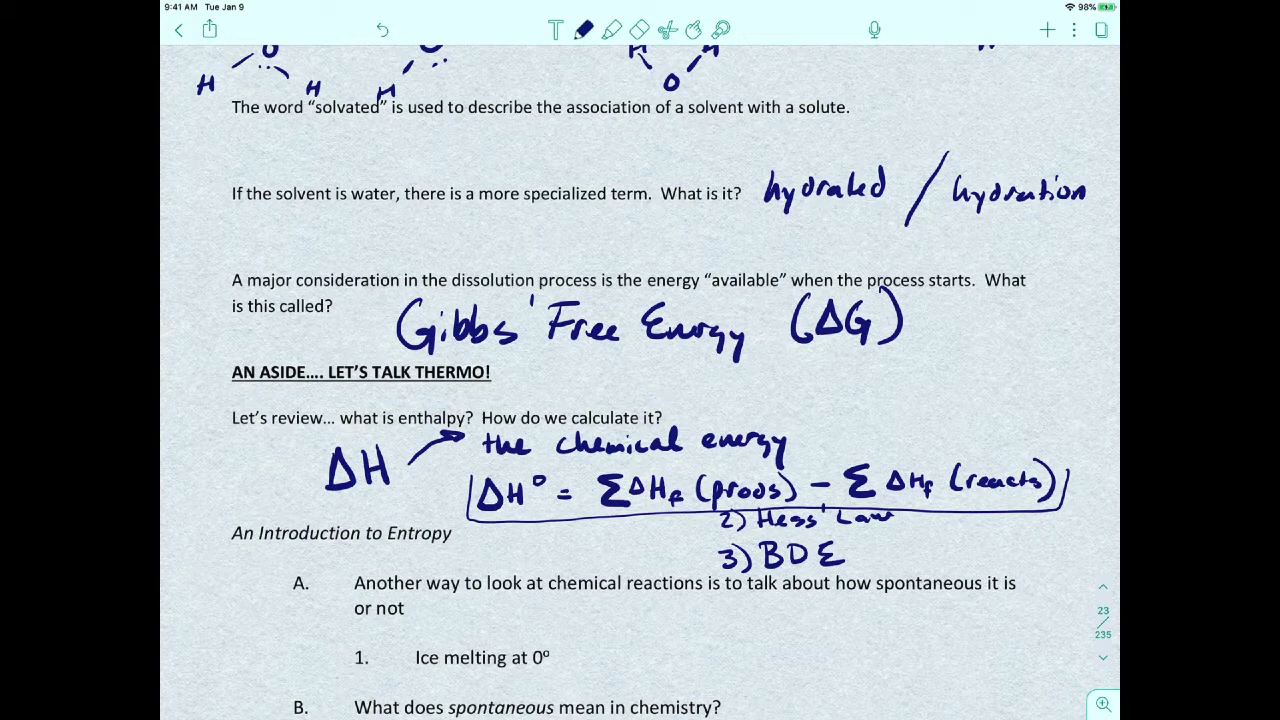 9:41 AM Tue Jan 9
98%
T
O
H H H H H
O
The word “solvated” is used to describe the association of a solvent with a solute.
If the solvent is water, there is a more specialized term. What is it? hydrated / hydration
A major consideration in the dissolution process is the energy “available” when the process starts. What
is this called?
Gibbs' Free Energy (ΔG)
AN ASIDE.... LET’S TALK THERMO!
Let’s review... what is enthalpy? How do we calculate it?
ΔH → the chemical energy
ΔH° = ΣΔHf (prods) - ΣΔHf (reacts)
2) Hess' Law
An Introduction to Entropy
3) BDE
A. Another way to look at chemical reactions is to talk about how spontaneous it is
or not
23
/
235
1. Ice melting at 0°
B. What does spontaneous mean in chemistry?